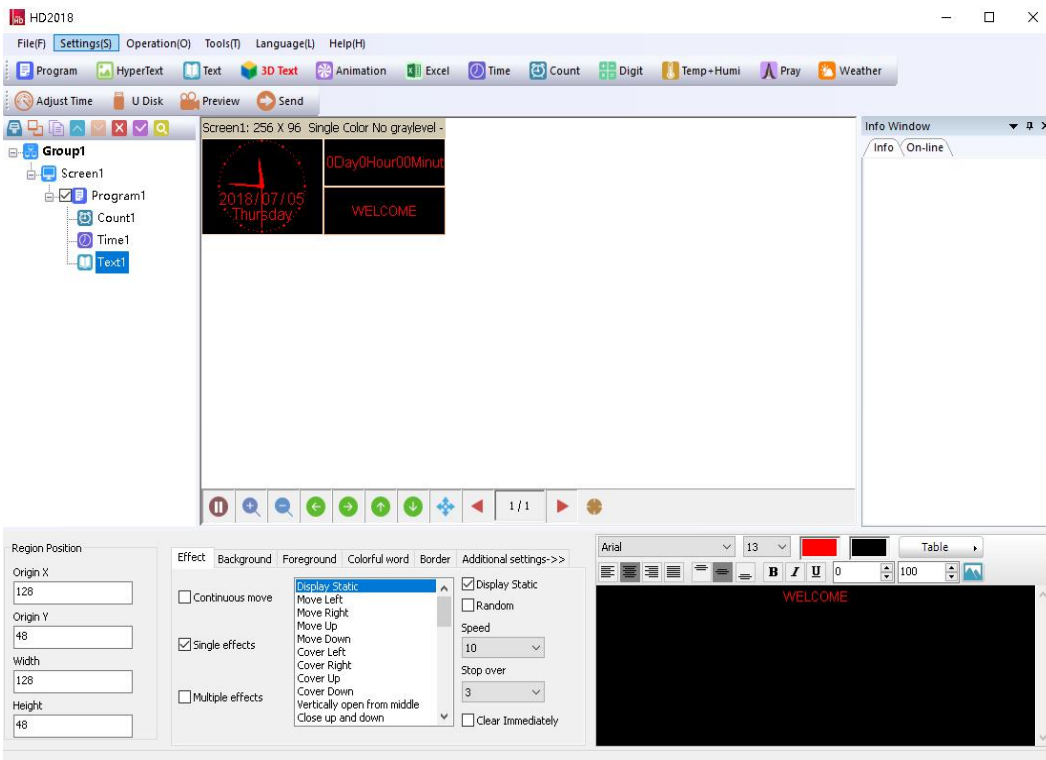 HD2018
File(F) Settings(S) Operation(O) Tools(T) Language(L) Help(H)
Program HyperText Text 3D Text Animation Excel Time Count Digit Temp+Humi Pray Weather
Adjust Time U Disk Preview Send
Screen1: 256 X 96 Single Color No graylevel -
Info Window
Info On-line
Group1
Screen1
Program1
Count1
Time1
Text1
0Day0Hour00Minut
2018/07/05
Thursday
WELCOME
1/1
Region Position
Origin X
128
Origin Y
48
Width
128
Height
48
Effect Background Foreground Colorful word Border Additional settings->>
Continuous move
Single effects
Multiple effects
Display Static
Move Left
Move Right
Move Up
Move Down
Cover Left
Cover Right
Cover Up
Cover Down
Vertically open from middle
Close up and down
Display Static
Random
Speed
10
Stop over
3
Clear Immediately
Arial 13 Table
B I U 0 100
WELCOME